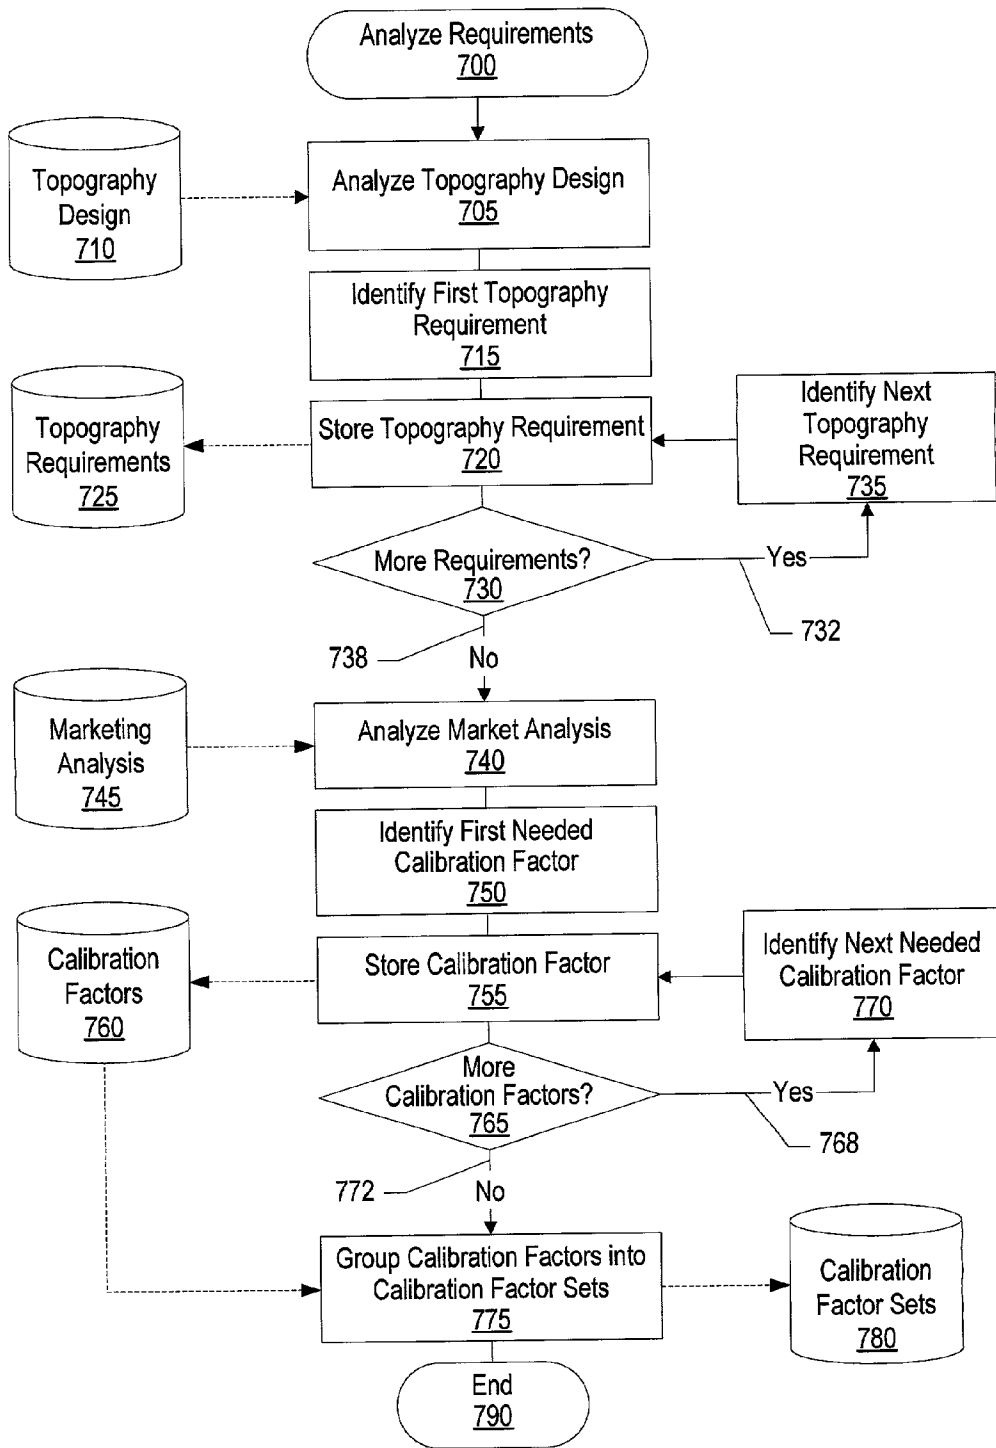 Analyze Requirements
700
Topography
Design
710
Analyze Topography Design
705
Identify First Topography
Requirement
715
Topography
Requirements
725
Store Topography Requirement
720
Identify Next
Topography
Requirement
735
More Requirements?
730
Yes
732
738
No
Marketing
Analysis
745
Analyze Market Analysis
740
Identify First Needed
Calibration Factor
750
Calibration
Factors
760
Store Calibration Factor
755
Identify Next Needed
Calibration Factor
770
More
Calibration Factors?
765
Yes
768
772
No
Group Calibration Factors into
Calibration Factor Sets
775
Calibration
Factor Sets
780
End
790